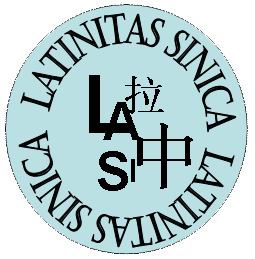 LATINITAS SINICA LATINITAS SINICA
LA 拉
SI 中